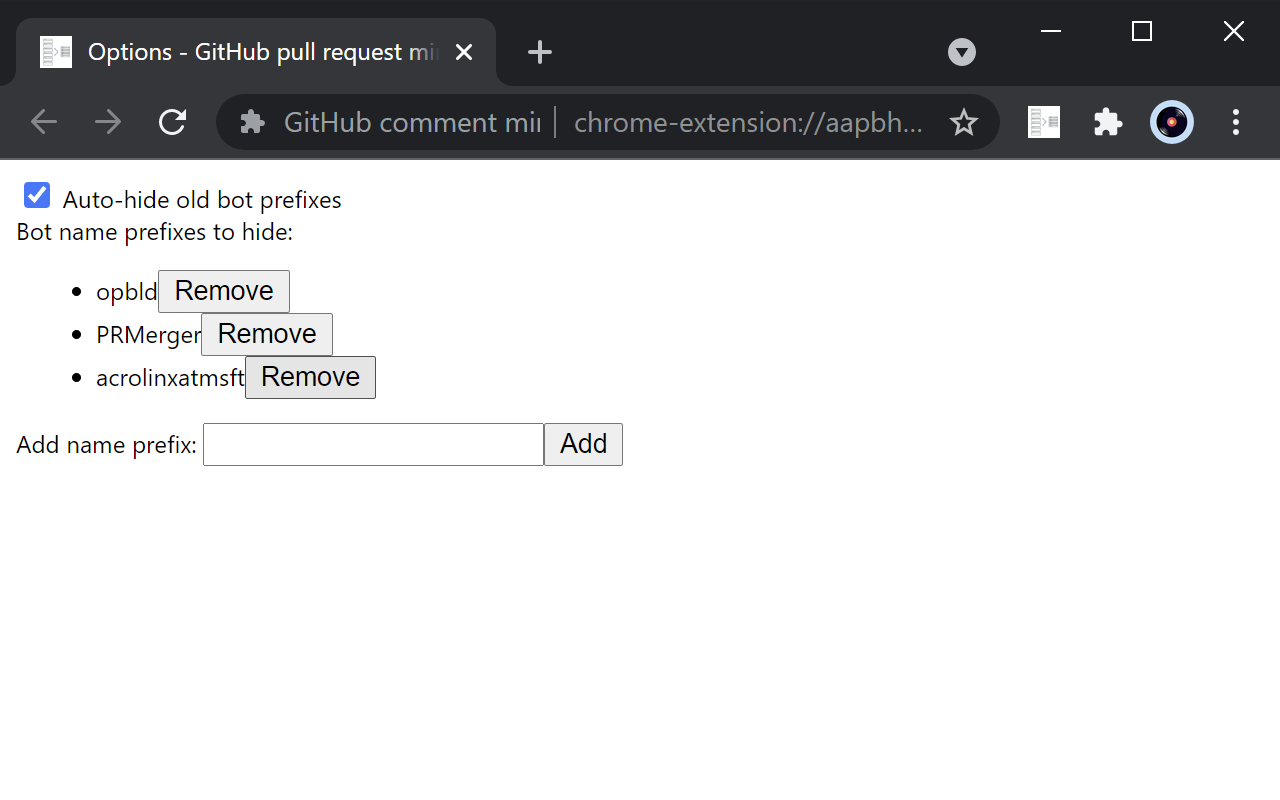 Options - GitHub pull request mi
GitHub comment mi
chrome-extension://aapbh...
Auto-hide old bot prefixes
Bot name prefixes to hide:
opbld Remove
PRMerger Remove
acrolinxatmsft Remove
Add name prefix: Add